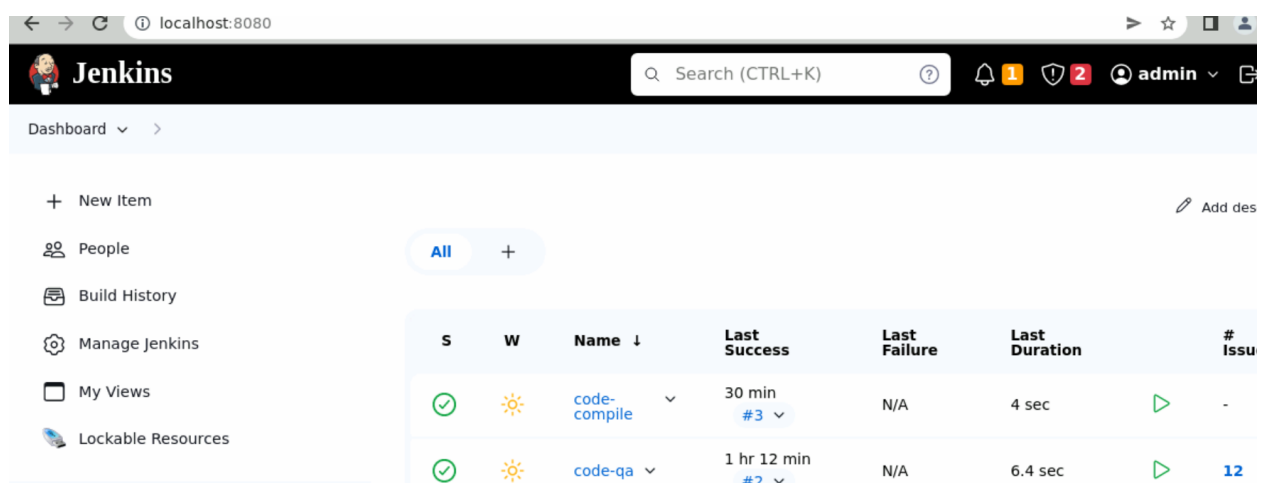 localhost:8080
Jenkins
Search (CTRL+K)
1
2
admin
Dashboard
New Item
Add des
People
All
Build History
Manage Jenkins
My Views
Lockable Resources
S W Name ↓ Last Success Last Failure Last Duration # Issu
code-compile 30 min #3 N/A 4 sec -
code-qa 1 hr 12 min #2 N/A 6.4 sec 12